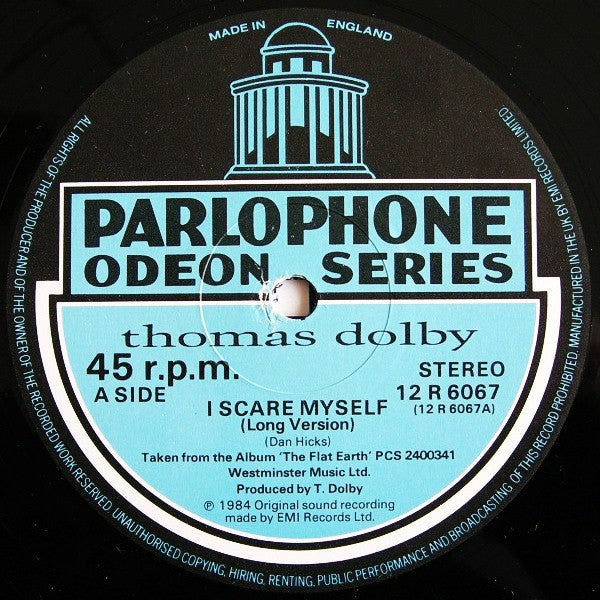 MADE IN ENGLAND
PARLOPHONE
ODEON SERIES
thomas dolby
45 r.p.m.
STEREO
A SIDE
12 R 6067
(12 R 6067A)
I SCARE MYSELF
(Long Version)
(Dan Hicks)
Taken from the Album 'The Flat Earth' PCS 2400341
Westminster Music Ltd.
Produced by T. Dolby
℗ 1984 Original sound recording
made by EMI Records Ltd.
ALL RIGHTS OF THE PRODUCER AND OF THE OWNER OF THE RECORDED WORK RESERVED. UNAUTHORISED COPYING, HIRING, RENTING, PUBLIC PERFORMANCE AND BROADCASTING OF THIS RECORD PROHIBITED. MANUFACTURED IN THE U.K. BY EMI RECORDS LIMITED